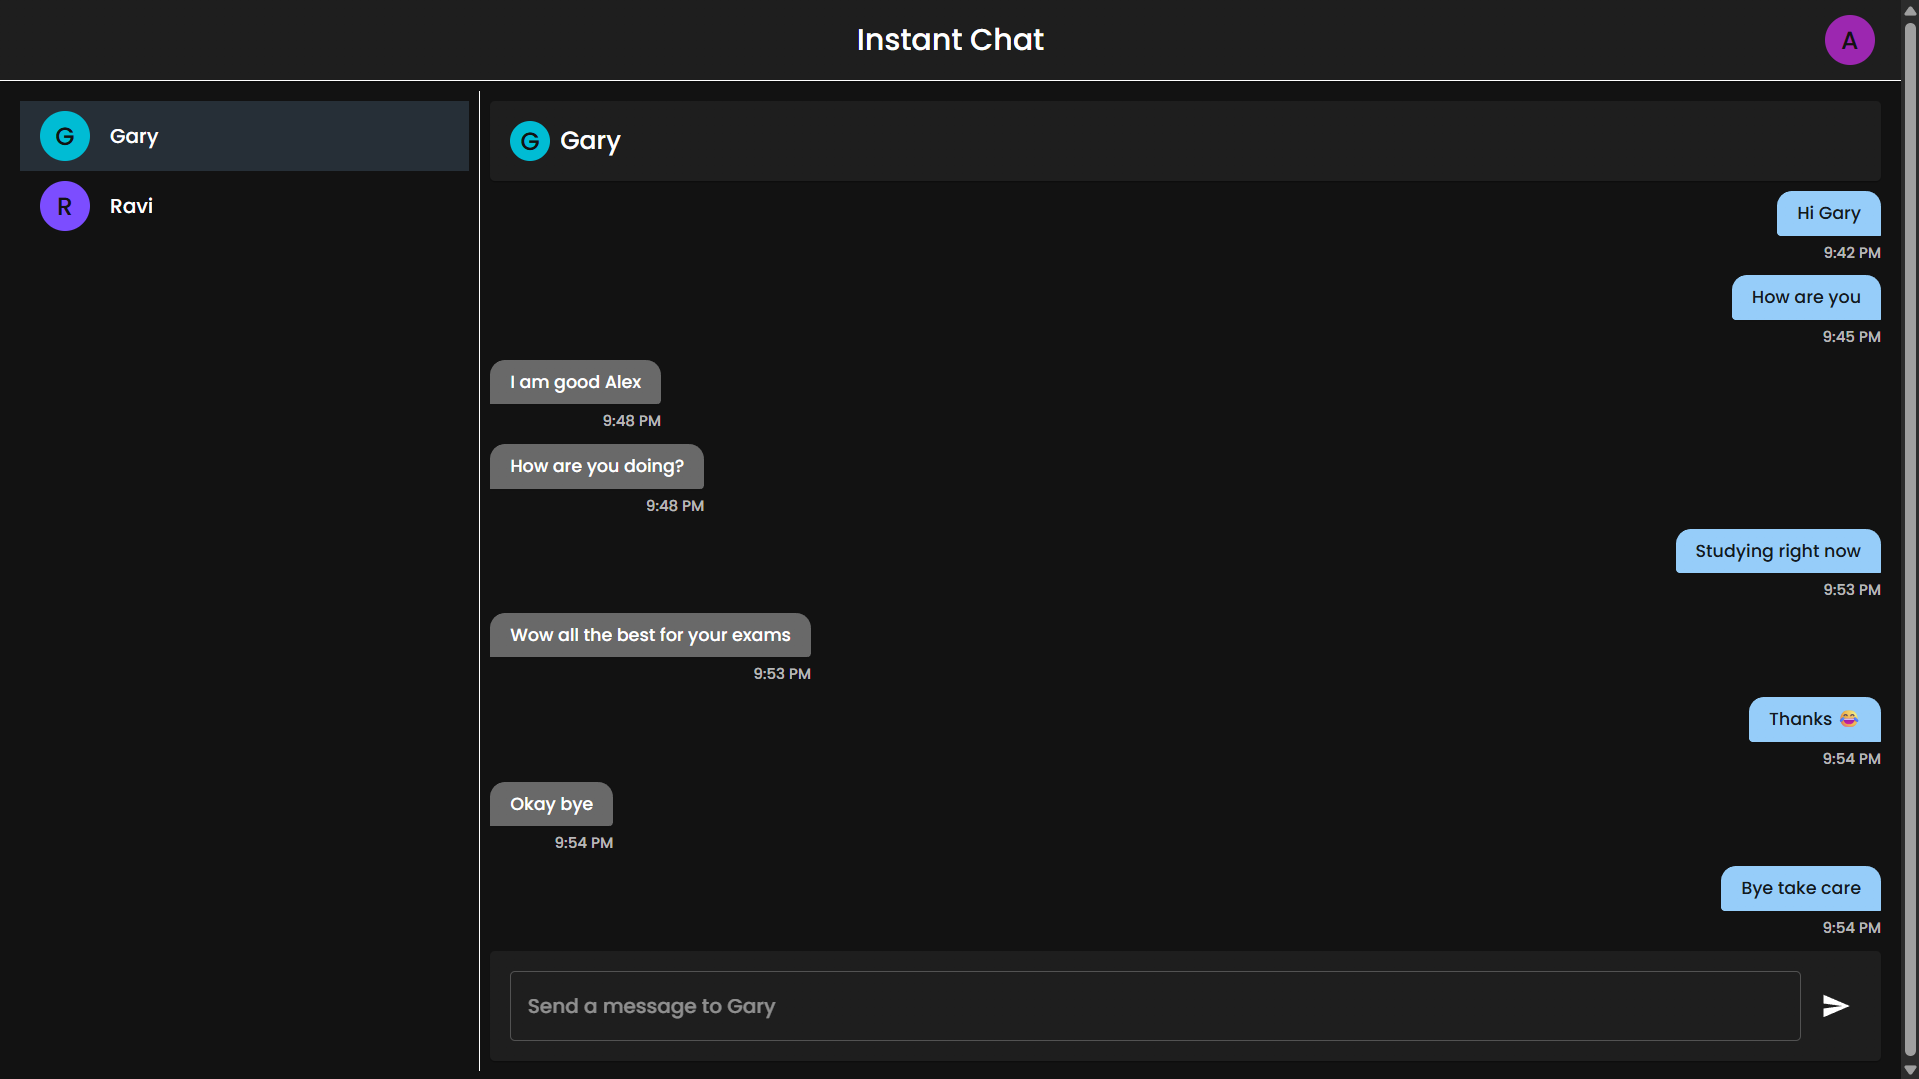 Instant Chat
A
G
Gary
R
Ravi
G
Gary
Hi Gary
9:42 PM
How are you
9:45 PM
I am good Alex
9:48 PM
How are you doing?
9:48 PM
Studying right now
9:53 PM
Wow all the best for your exams
9:53 PM
Thanks 😂
9:54 PM
Okay bye
9:54 PM
Bye take care
9:54 PM
Send a message to Gary